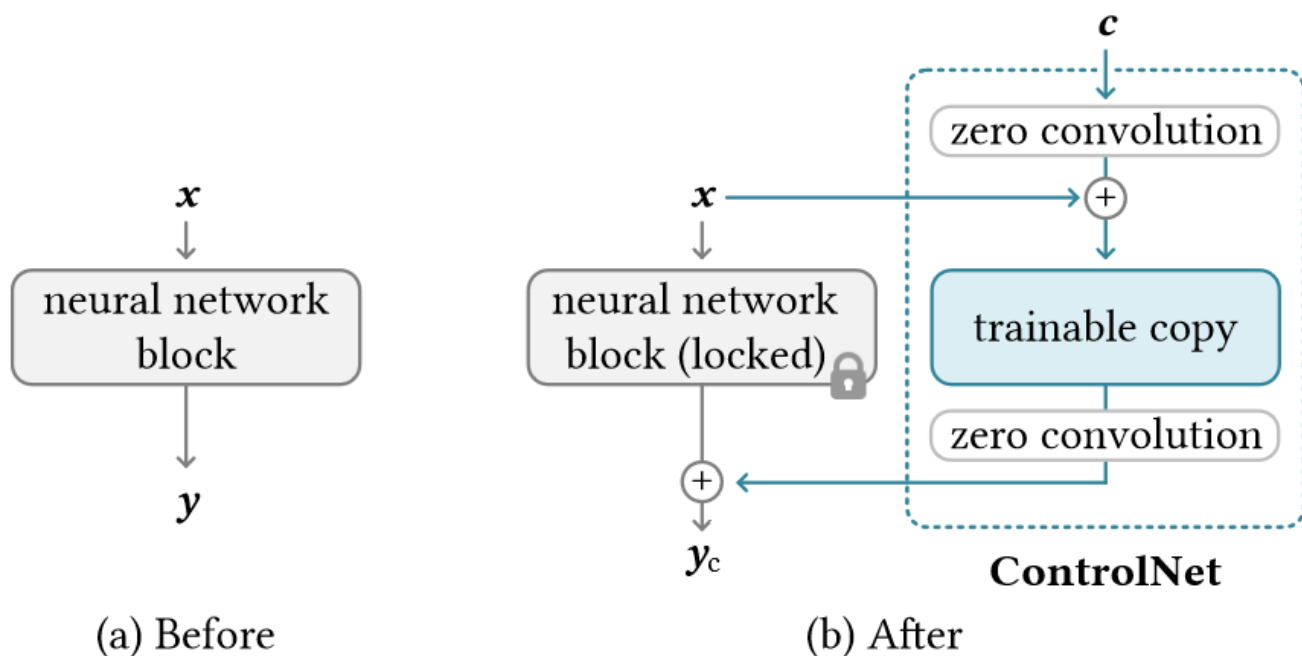 x
neural network
block
y
(a) Before
c
zero convolution
x
+
neural network
block (locked)
trainable copy
zero convolution
+
yc
ControlNet
(b) After